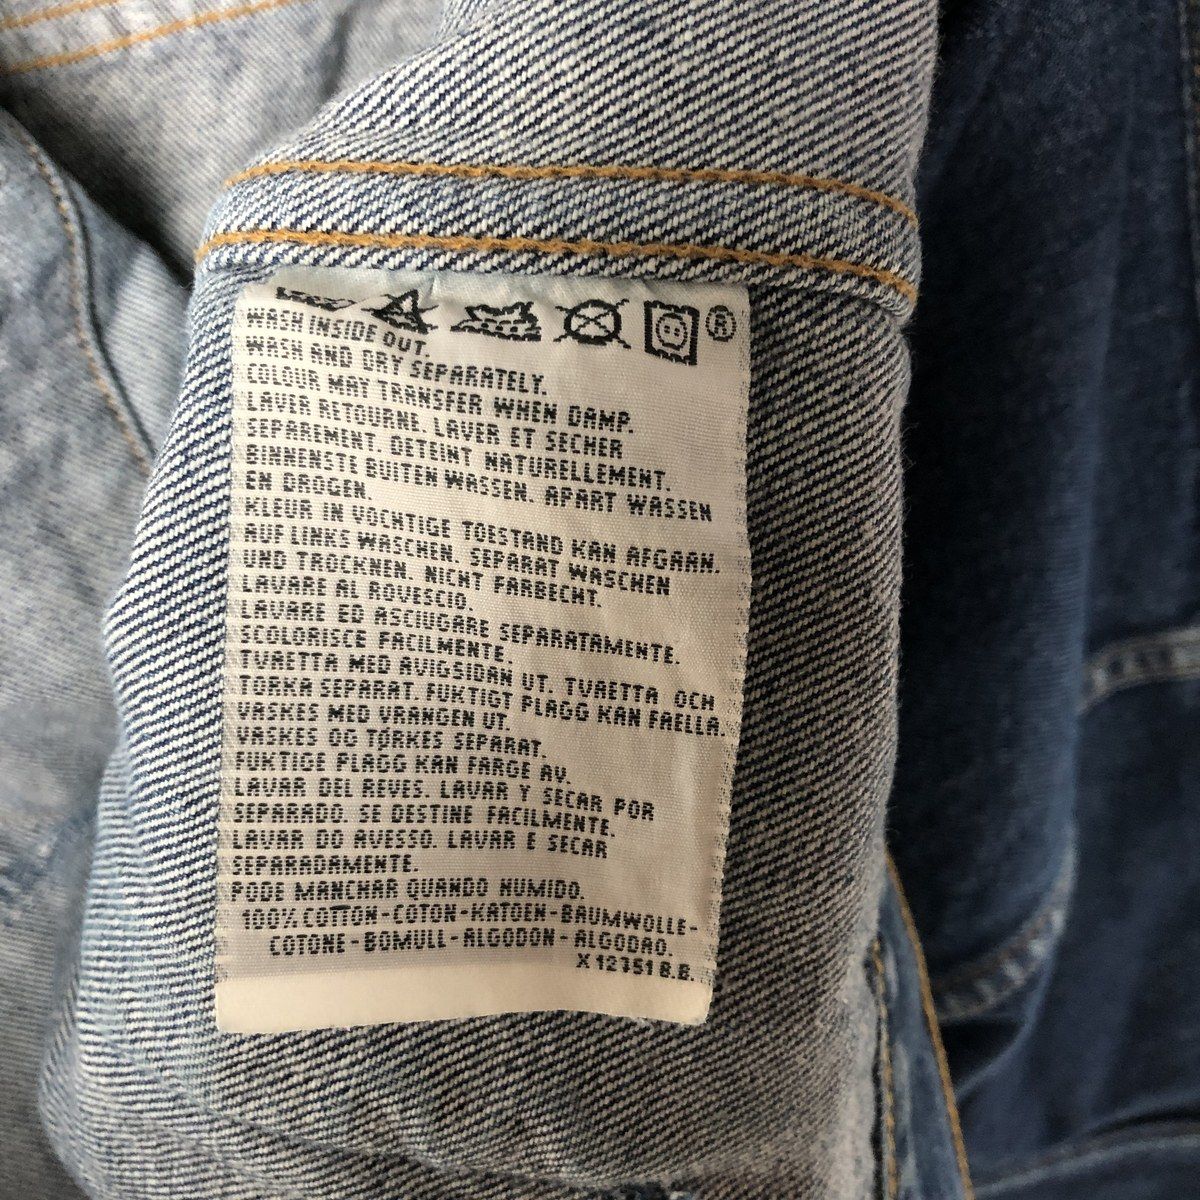 ®
WASH INSIDE OUT.
WASH AND DRY SEPARATELY.
COLOUR MAY TRANSFER WHEN DAMP.
LAVER RETOURNE. LAVER ET SECHER
SEPAREMENT. DETEINT NATURELLEMENT.
BINNENSTE BUITEN WASSEN. APART WASSEN
EN DROGEN.
KLEUR IN VOCHTIGE TOESTAND KAN AFGAAN.
AUF LINKS WASCHEN. SEPARAT WASCHEN
UND TROCKNEN. NICHT FARBECHT.
LAVARE AL ROVESCIO.
LAVARE ED ASCIUGARE SEPARATAMENTE.
SCOLORISCE FACILMENTE.
TVAETTA MED AVIGSIDAN UT. TVAETTA OCH
TORKA SEPARAT. FUKTIGT PLAGG KAN FAELLA.
VASKES MED VRANGEN UT.
VASKES OG TØRKES SEPARAT.
FUKTIGE PLAGG KAN FARGE AV.
LAVAR DEL REVES. LAVAR Y SECAR POR
SEPARADO. SE DESTINE FACILMENTE.
LAVAR DO AVESSO. LAVAR E SECAR
SEPARADAMENTE.
PODE MANCHAR QUANDO HUMIDO.
100% COTTON-COTON-KATOEN-BAUMWOLLE-
COTONE-BOMULL-ALGODON-ALGODAO.
X 12751 B.B.